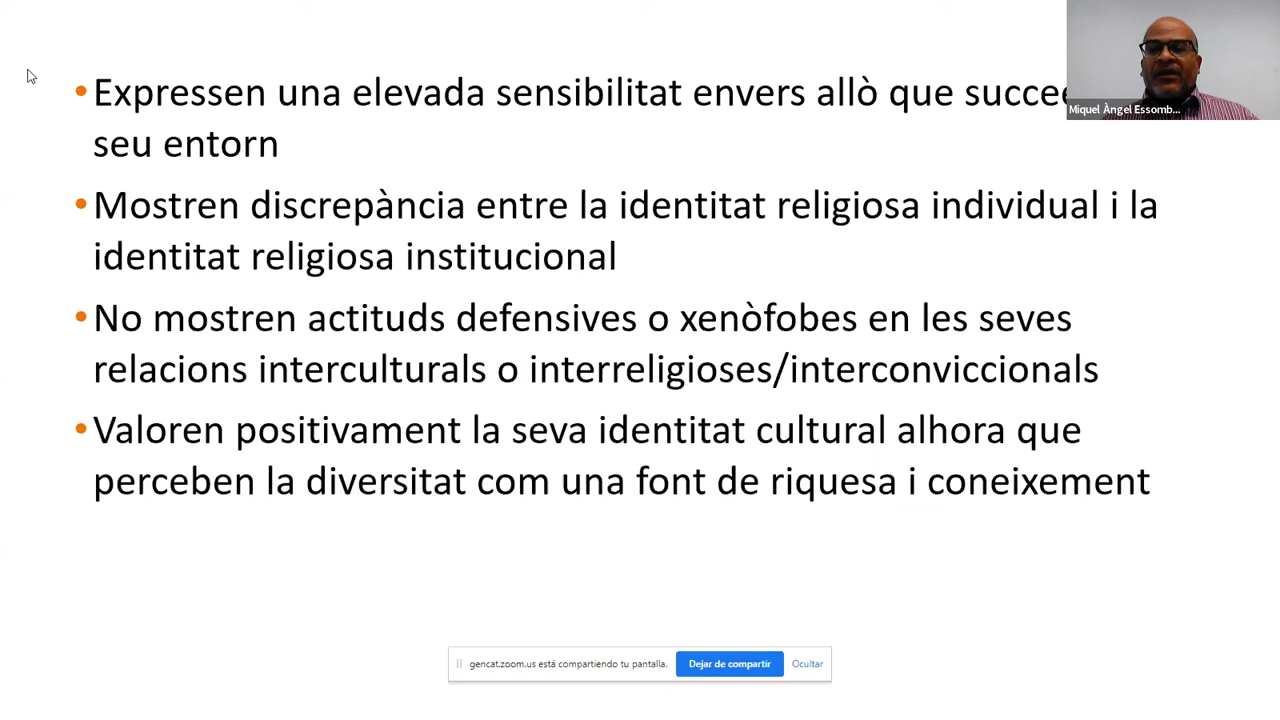 •Expressen una elevada sensibilitat envers allò que
seu entorn
•Mostren discrepància entre la identitat religiosa individual i la
identitat religiosa institucional
•No mostren actituds defensives o xenòfobes en les seves
relacions interculturals o interreligioses/interconviccionals
•Valoren positivament la seva identitat cultural alhora que
perceben la diversitat com una font de riquesa i coneixement
Miquel Àngel Essomb...
gencat.zoom.us está compartiendo tu pantalla. Dejar de compartir Ocultar